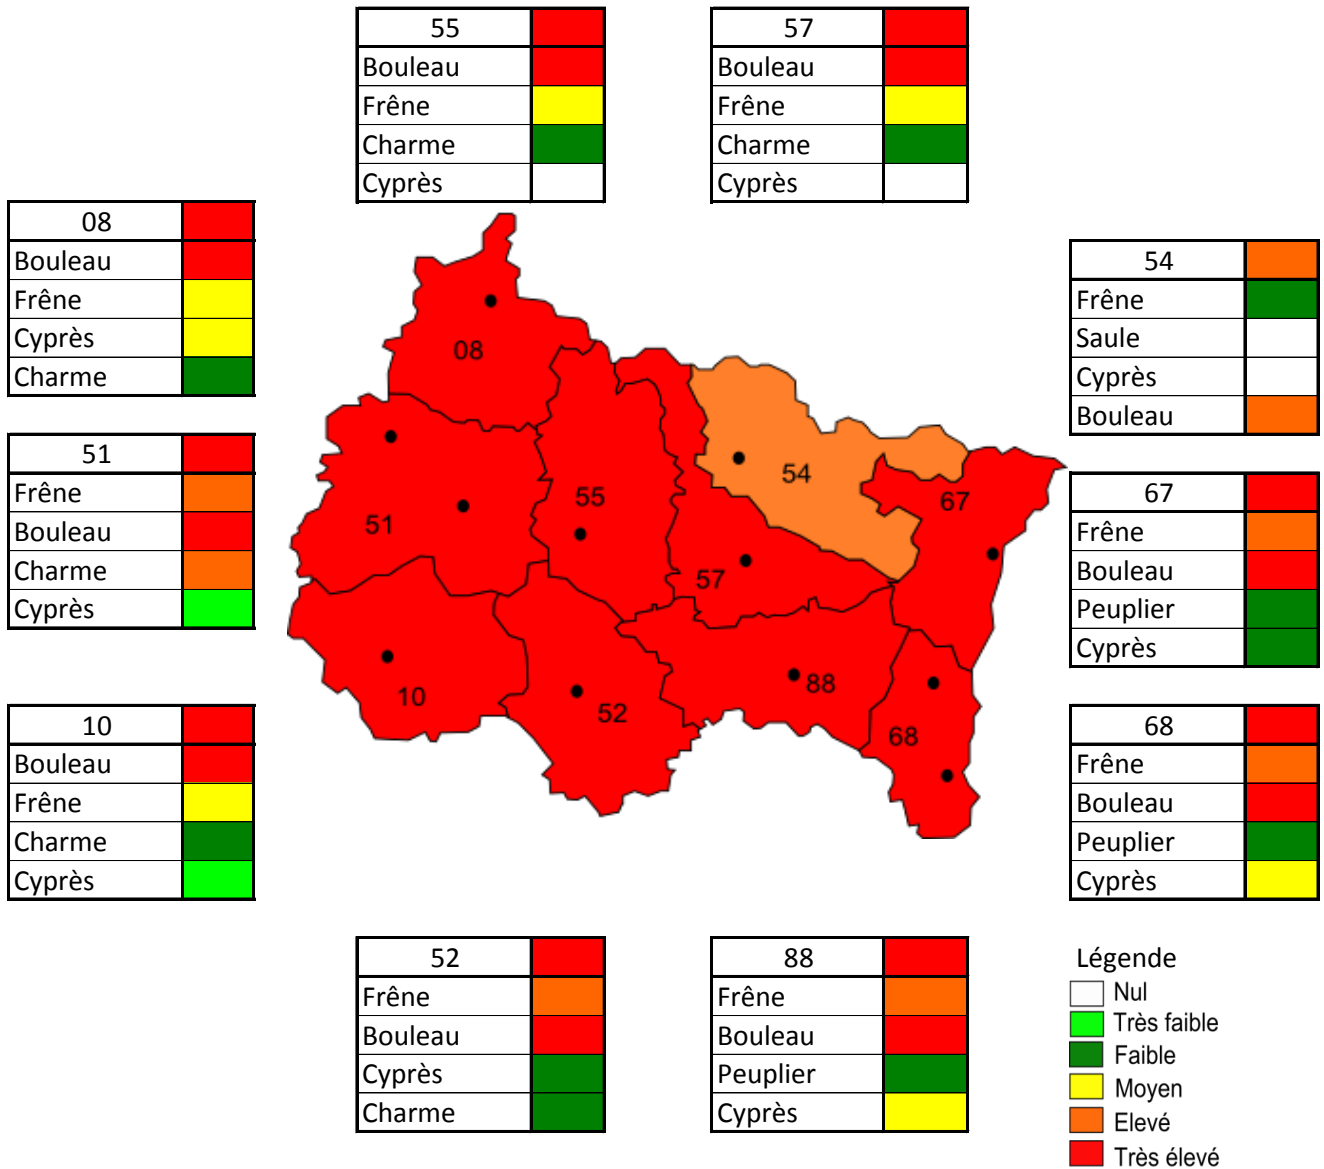 55
Bouleau
Frêne
Charme
Cyprès
57
Bouleau
Frêne
Charme
Cyprès
08
Bouleau
Frêne
Cyprès
Charme
51
Frêne
Bouleau
Charme
Cyprès
10
Bouleau
Frêne
Charme
Cyprès
08
54
55
67
51
57
88
10
52
68
54
Frêne
Saule
Cyprès
Bouleau
67
Frêne
Bouleau
Peuplier
Cyprès
68
Frêne
Bouleau
Peuplier
Cyprès
52
Frêne
Bouleau
Cyprès
Charme
88
Frêne
Bouleau
Peuplier
Cyprès
Légende
Nul
Très faible
Faible
Moyen
Elevé
Très élevé